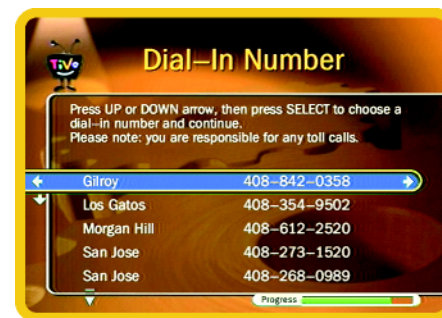 TiVo
Dial–In Number
Press UP or DOWN arrow, then press SELECT to choose a
dial–in number and continue.
Please note: you are responsible for any toll calls.
Gilroy 408–842–0358
Los Gatos 408–354–9502
Morgan Hill 408–612–2520
San Jose 408–273–1520
San Jose 408–268–0989
Progress